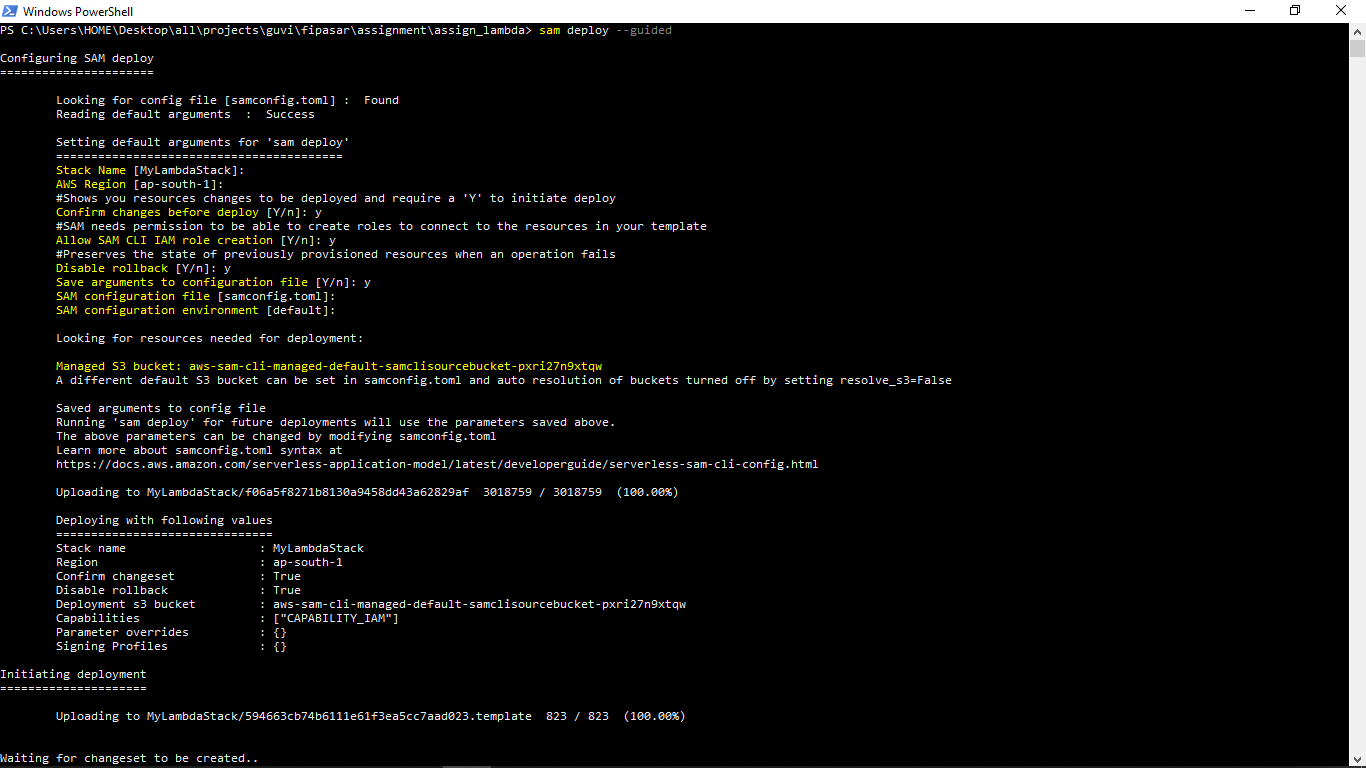 Windows PowerShell
PS C:\Users\HOME\Desktop\all\projects\guvi\fipasar\assignment\assign_lambda> sam deploy --guided
Configuring SAM deploy
======================
Looking for config file [samconfig.toml] :  Found
Reading default arguments  :  Success
Setting default arguments for 'sam deploy'
=========================================
Stack Name [MyLambdaStack]:
AWS Region [ap-south-1]:
#Shows you resources changes to be deployed and require a 'Y' to initiate deploy
Confirm changes before deploy [Y/n]: y
#SAM needs permission to be able to create roles to connect to the resources in your template
Allow SAM CLI IAM role creation [Y/n]: y
#Preserves the state of previously provisioned resources when an operation fails
Disable rollback [Y/n]: y
Save arguments to configuration file [Y/n]: y
SAM configuration file [samconfig.toml]:
SAM configuration environment [default]:
Looking for resources needed for deployment:
Managed S3 bucket: aws-sam-cli-managed-default-samclisourcebucket-pxri27n9xtqw
A different default S3 bucket can be set in samconfig.toml and auto resolution of buckets turned off by setting resolve_s3=False
Saved arguments to config file
Running 'sam deploy' for future deployments will use the parameters saved above.
The above parameters can be changed by modifying samconfig.toml
Learn more about samconfig.toml syntax at
https://docs.aws.amazon.com/serverless-application-model/latest/developerguide/serverless-sam-cli-config.html
Uploading to MyLambdaStack/f06a5f8271b8130a9458dd43a62829af  3018759 / 3018759  (100.00%)
Deploying with following values
===============================
Stack name                   : MyLambdaStack
Region                       : ap-south-1
Confirm changeset            : True
Disable rollback             : True
Deployment s3 bucket         : aws-sam-cli-managed-default-samclisourcebucket-pxri27n9xtqw
Capabilities                 : ["CAPABILITY_IAM"]
Parameter overrides          : {}
Signing Profiles             : {}
Initiating deployment
=====================
Uploading to MyLambdaStack/594663cb74b6111e61f3ea5cc7aad023.template  823 / 823  (100.00%)
Waiting for changeset to be created..